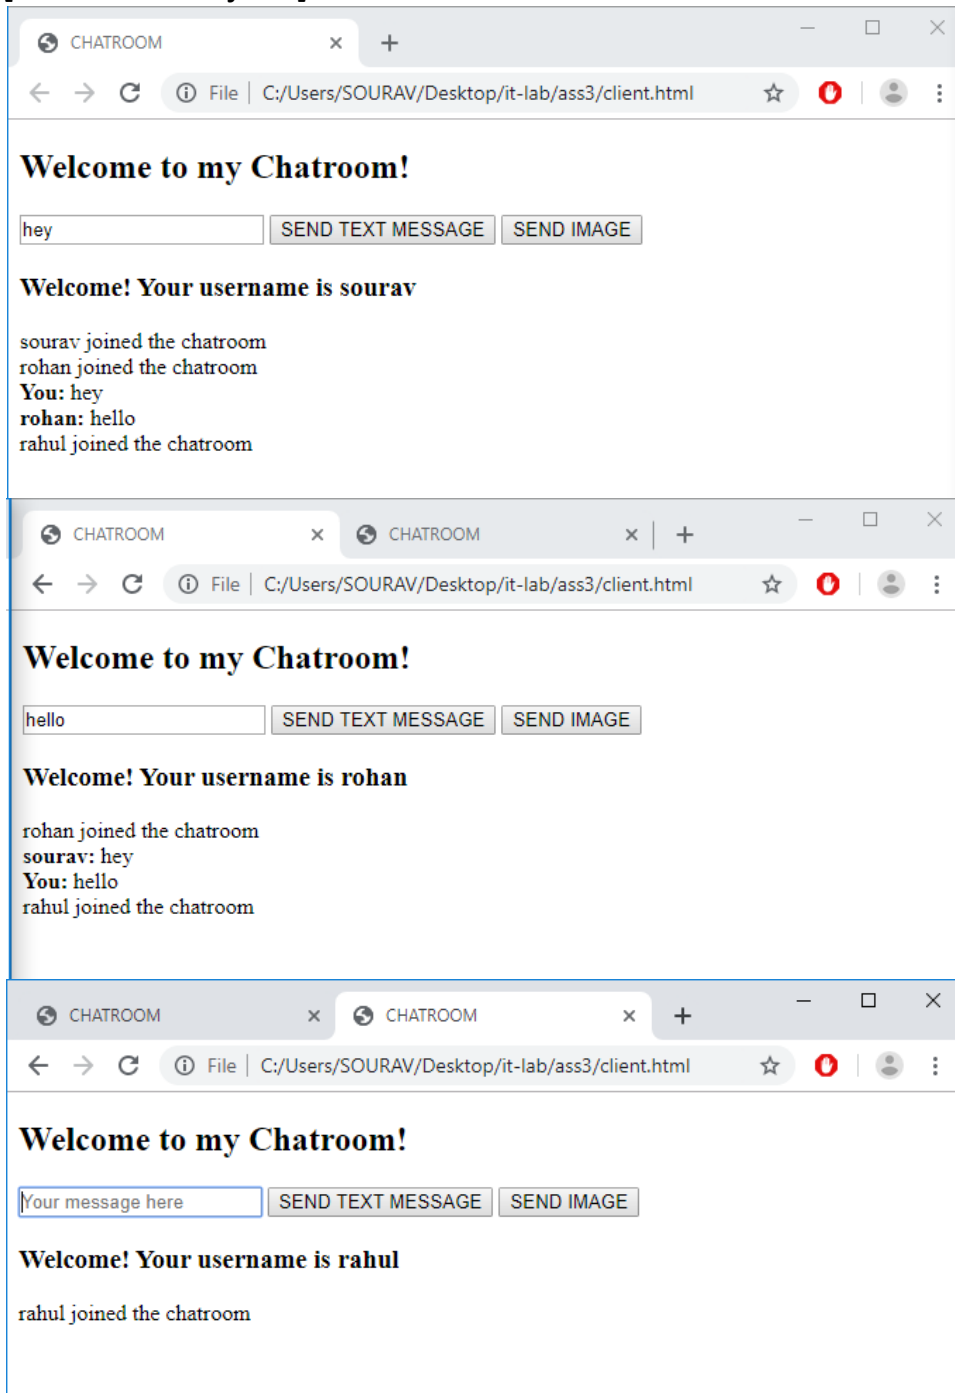 CHATROOM
File | C:/Users/SOURAV/Desktop/it-lab/ass3/client.html
Welcome to my Chatroom!
hey SEND TEXT MESSAGE SEND IMAGE
Welcome! Your username is sourav
sourav joined the chatroom
rohan joined the chatroom
You: hey
rohan: hello
rahul joined the chatroom
CHATROOM CHATROOM
File | C:/Users/SOURAV/Desktop/it-lab/ass3/client.html
Welcome to my Chatroom!
hello SEND TEXT MESSAGE SEND IMAGE
Welcome! Your username is rohan
rohan joined the chatroom
sourav: hey
You: hello
rahul joined the chatroom
CHATROOM CHATROOM
File | C:/Users/SOURAV/Desktop/it-lab/ass3/client.html
Welcome to my Chatroom!
Your message here SEND TEXT MESSAGE SEND IMAGE
Welcome! Your username is rahul
rahul joined the chatroom